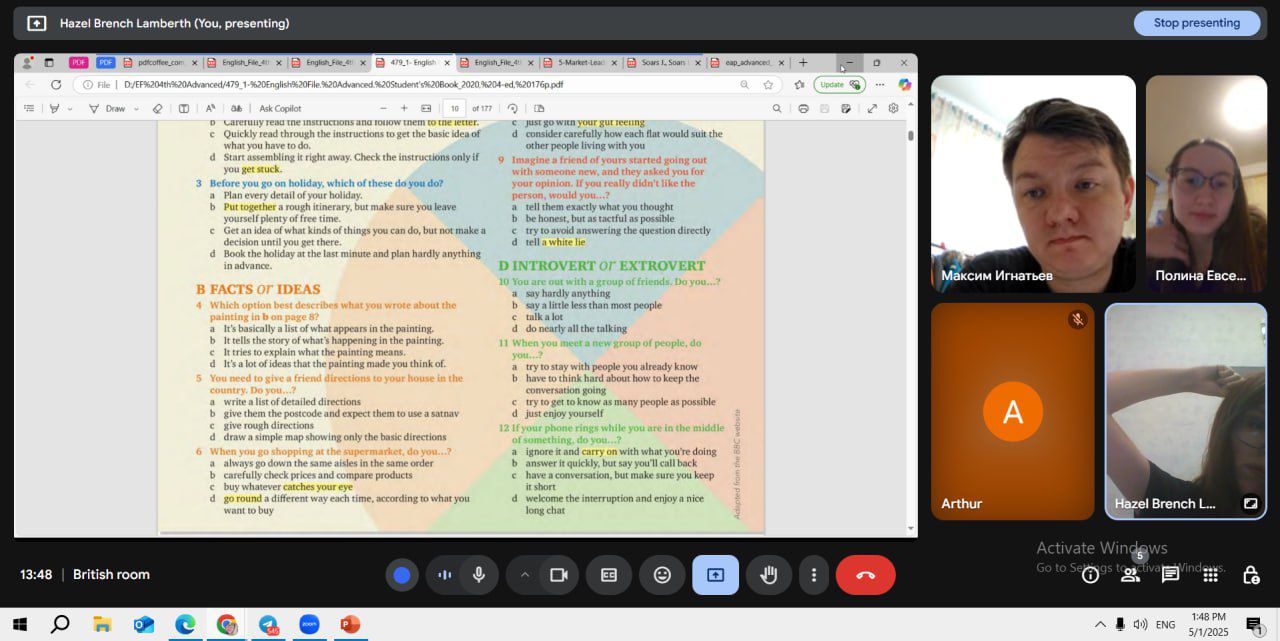 Hazel Brench Lamberth (You, presenting)
Stop presenting
PDF
PDF
pdfcoffee_com_
English_File_4t
English_File_4t
479_1- English
English_File_4t
5-Market-Lead
Soars J., Soars
eap_advanced_
File
D:/EF%204th%20Advanced/479_1-%20English%20File.%20Advanced.%20Student's%20Book_2020,%204-ed,%20176p.pdf
Update
Draw
Ask Copilot
10
of 177
b Carefully read the instructions and follow them to the letter.
c Quickly read through the instructions to get the basic idea of
what you have to do.
d Start assembling it right away. Check the instructions only if
you get stuck.
3 Before you go on holiday, which of these do you do?
a Plan every detail of your holiday.
b Put together a rough itinerary, but make sure you leave
yourself plenty of free time.
c Get an idea of what kinds of things you can do, but not make a
decision until you get there.
d Book the holiday at the last minute and plan hardly anything
in advance.
B FACTS or IDEAS
4 Which option best describes what you wrote about the
painting in b on page 8?
a It's basically a list of what appears in the painting.
b It tells the story of what's happening in the painting.
c It tries to explain what the painting means.
d It's a lot of ideas that the painting made you think of.
5 You need to give a friend directions to your house in the
country. Do you...?
a write a list of detailed directions
b give them the postcode and expect them to use a satnav
c give rough directions
d draw a simple map showing only the basic directions
6 When you go shopping at the supermarket, do you...?
a always go down the same aisles in the same order
b carefully check prices and compare products
c buy whatever catches your eye
d go round a different way each time, according to what you
want to buy
c just go with your gut feeling
d consider carefully how each flat would suit the
other people living with you
9 Imagine a friend of yours started going out
with someone new, and they asked you for
your opinion. If you really didn't like the
person, would you...?
a tell them exactly what you thought
b be honest, but as tactful as possible
c try to avoid answering the question directly
d tell a white lie
D INTROVERT or EXTROVERT
10 You are out with a group of friends. Do you...?
a say hardly anything
b say a little less than most people
c talk a lot
d do nearly all the talking
11 When you meet a new group of people, do
you...?
a try to stay with people you already know
b have to think hard about how to keep the
conversation going
c try to get to know as many people as possible
d just enjoy yourself
12 If your phone rings while you are in the middle
of something, do you...?
a ignore it and carry on with what you're doing
b answer it quickly, but say you'll call back
c have a conversation, but make sure you keep
it short
d welcome the interruption and enjoy a nice
long chat
Adapted from the BBC website
Максим Игнатьев
Полина Евсе...
A
Arthur
Hazel Brench L...
13:48
British room
5
Activate Windows
Go to Settings to activate Windows.
545
zoom
ENG
1:48 PM
5/1/2025
1